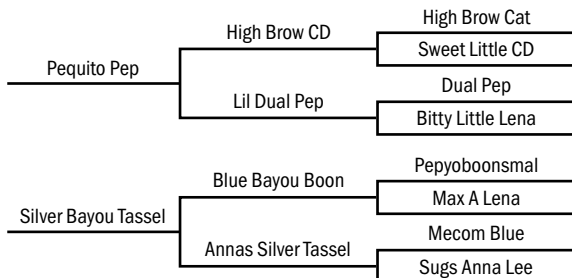 High Brow Cat
High Brow CD
Sweet Little CD
Pequito Pep
Dual Pep
Lil Dual Pep
Bitty Little Lena
Pepyoboonsmal
Blue Bayou Boon
Max A Lena
Silver Bayou Tassel
Mecom Blue
Annas Silver Tassel
Sugs Anna Lee